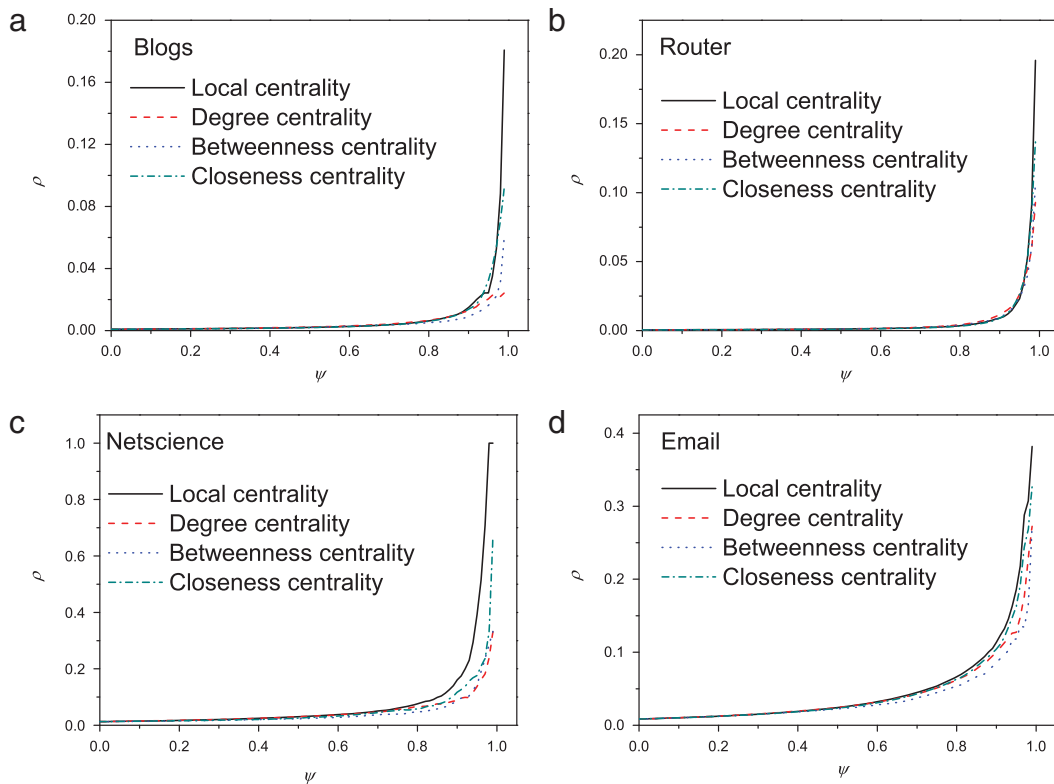 a
Blogs
Local centrality
Degree centrality
Betweenness centrality
Closeness centrality
0.20
0.16
0.12
0.08
0.04
0.00
ρ
0.0 0.2 0.4 0.6 0.8 1.0
ψ
b
Router
Local centrality
Degree centrality
Betweenness centrality
Closeness centrality
0.20
0.15
0.10
0.05
0.00
ρ
0.0 0.2 0.4 0.6 0.8 1.0
ψ
c
Netscience
Local centrality
Degree centrality
Betweenness centrality
Closeness centrality
1.0
0.8
0.6
0.4
0.2
0.0
ρ
0.0 0.2 0.4 0.6 0.8 1.0
ψ
d
Email
Local centrality
Degree centrality
Betweenness centrality
Closeness centrality
0.4
0.3
0.2
0.1
0.0
ρ
0.0 0.2 0.4 0.6 0.8 1.0
ψ